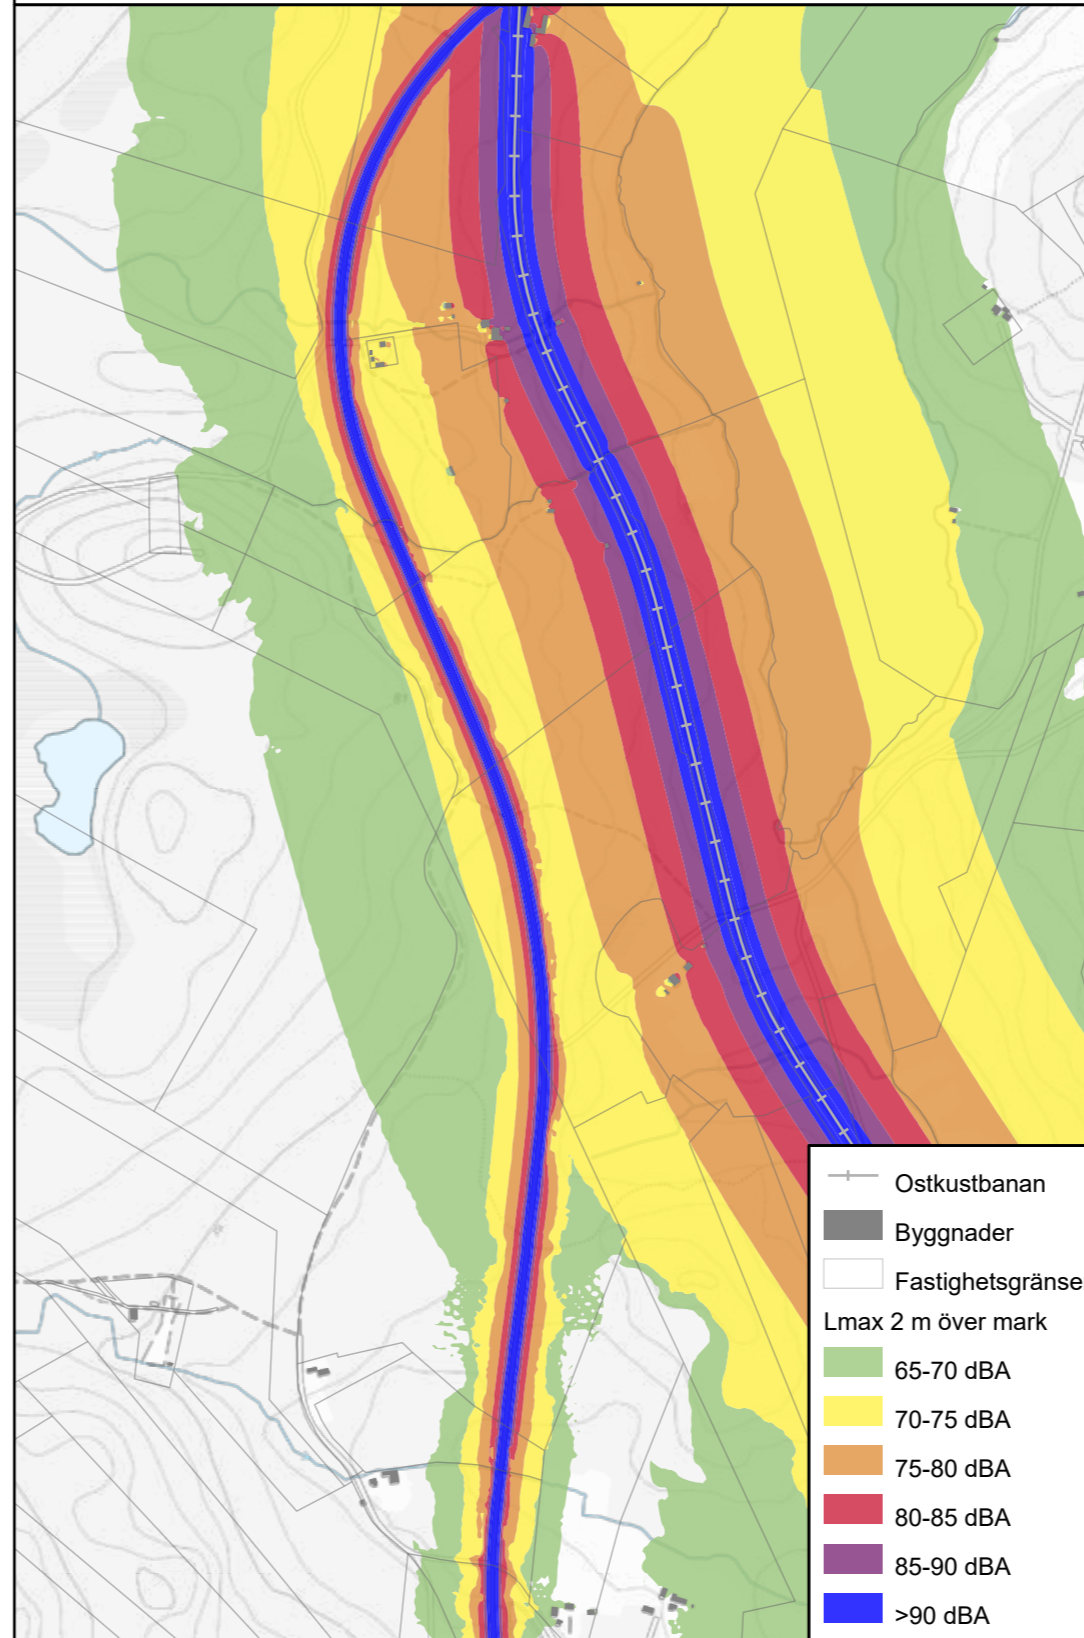 Ostkustbanan
Byggnader
Fastighetsgränser
Lmax 2 m över mark
65-70 dBA
70-75 dBA
75-80 dBA
80-85 dBA
85-90 dBA
>90 dBA